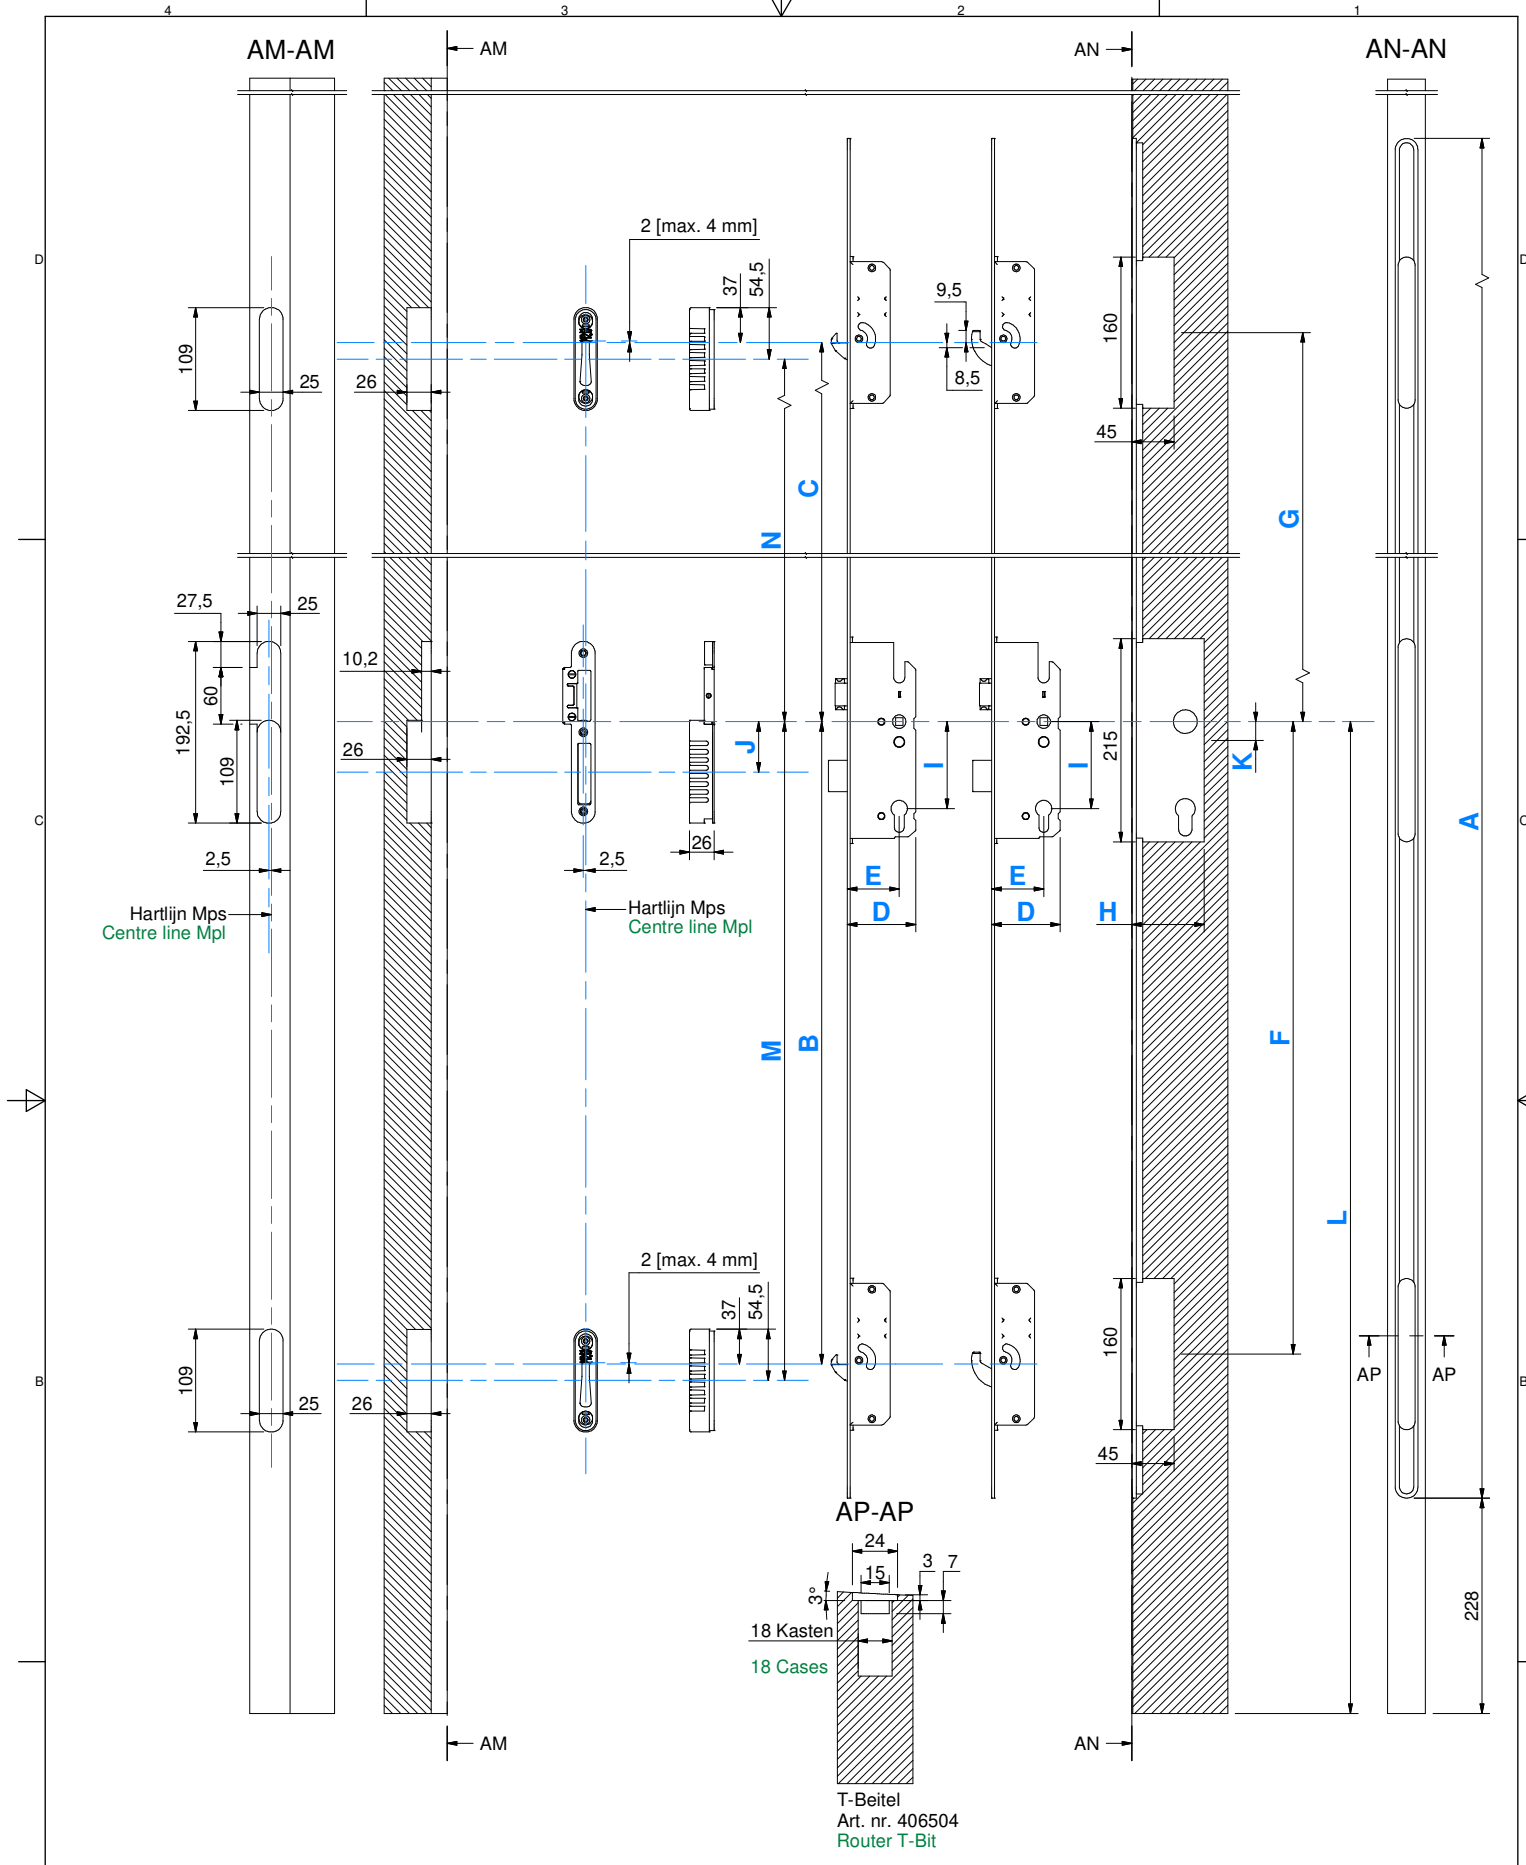 4 3 2 1
AM-AM AM AN AN-AN
2 [max. 4 mm]
D D
37 54,5
9,5
160
109
25 26
8,5
45
C
N G
27,5 25
10,2
60
192,5
109
26
J
I I
215
K
C C
A
26
2,5 2,5
E E
D D H
Hartlijn Mps
Centre line Mpl
Hartlijn Mps
Centre line Mpl
M B F
L
2 [max. 4 mm]
37 54,5
160
109
25 26
AP AP
B B
45
AP-AP
24
15 3 7
3°
18 Kasten
18 Cases
228
AM AN
T-Beitel
Art. nr. 406504
Router T-Bit